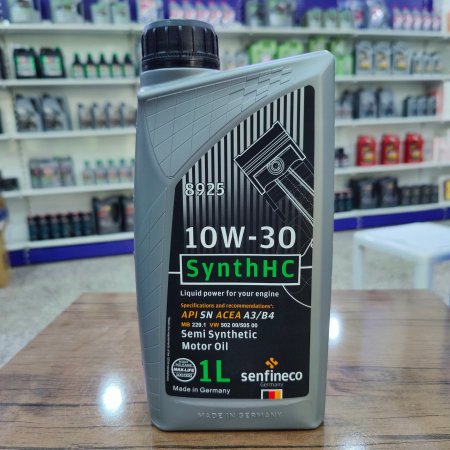 8925
10W-30
SynthHC
Liquid power for your engine
Specifications and recommendations*:
API SN ACEA A3/B4
MB 229.1 VW 502 00/505 00
Semi Synthetic
Motor Oil
MAX-LIFE
1L
senfineco
Germany
Made in Germany
MADE IN GERMANY